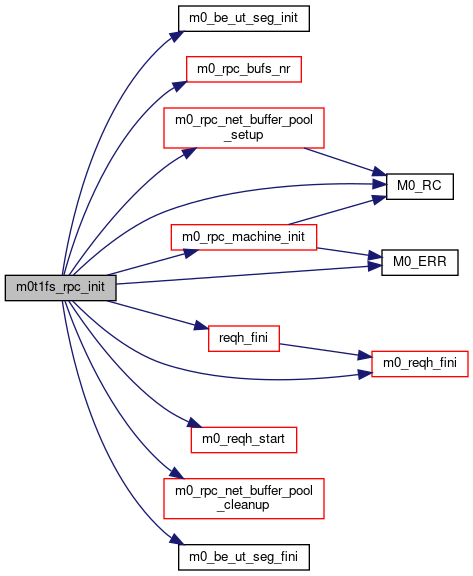 m0_be_ut_seg_init
m0_rpc_bufs_nr
m0_rpc_net_buffer_pool
_setup
M0_RC
m0_rpc_machine_init
M0_ERR
m0t1fs_rpc_init
reqh_fini
m0_reqh_fini
m0_reqh_start
m0_rpc_net_buffer_pool
_cleanup
m0_be_ut_seg_fini